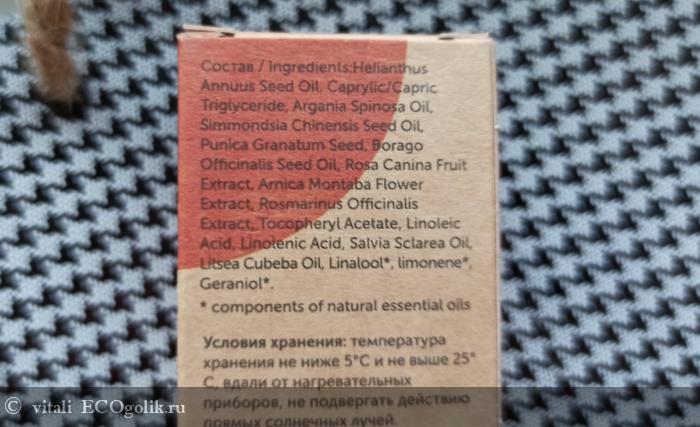 Состав / Ingredients:Helianthus
Annuus Seed Oil, Caprylic/Capric
Triglyceride, Argania Spinosa Oil,
Simmondsia Chinensis Seed Oil,
Punica Granatum Seed, Borago
Officinalis Seed Oil, Rosa Canina Fruit
Extract, Arnica Montaba Flower
Extract, Rosmarinus Officinalis
Extract, Tocopheryl Acetate, Linoleic
Acid, Linolenic Acid, Salvia Sclarea Oil,
Litsea Cubeba Oil, Linalool*, limonene*,
Geraniol*.
* components of natural essential oils
Условия хранения: температура
хранения не ниже 5°C и не выше 25°
С, вдали от нагревательных
приборов, не подвергать действию
прямых солнечных лучей.
© vitali ECOgolik.ru